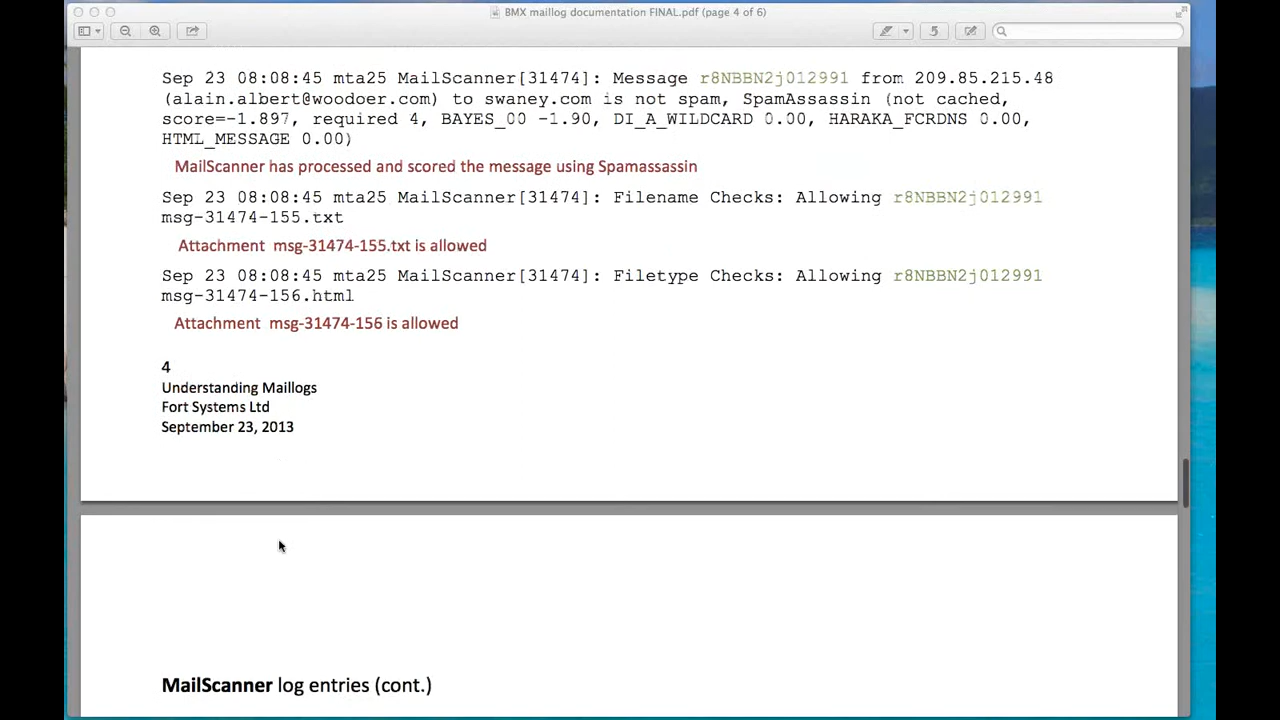 BMX maillog documentation FINAL.pdf (page 4 of 6)
Sep 23 08:08:45 mta25 MailScanner[31474]: Message r8NBBN2j012991 from 209.85.215.48
(alain.albert@woodoer.com) to swaney.com is not spam, SpamAssassin (not cached,
score=-1.897, required 4, BAYES_00 -1.90, DI_A_WILDCARD 0.00, HARAKA_FCRDNS 0.00,
HTML_MESSAGE 0.00)
MailScanner has processed and scored the message using Spamassassin
Sep 23 08:08:45 mta25 MailScanner[31474]: Filename Checks: Allowing r8NBBN2j012991
msg-31474-155.txt
Attachment msg-31474-155.txt is allowed
Sep 23 08:08:45 mta25 MailScanner[31474]: Filetype Checks: Allowing r8NBBN2j012991
msg-31474-156.html
Attachment msg-31474-156 is allowed
4
Understanding Maillogs
Fort Systems Ltd
September 23, 2013
MailScanner log entries (cont.)